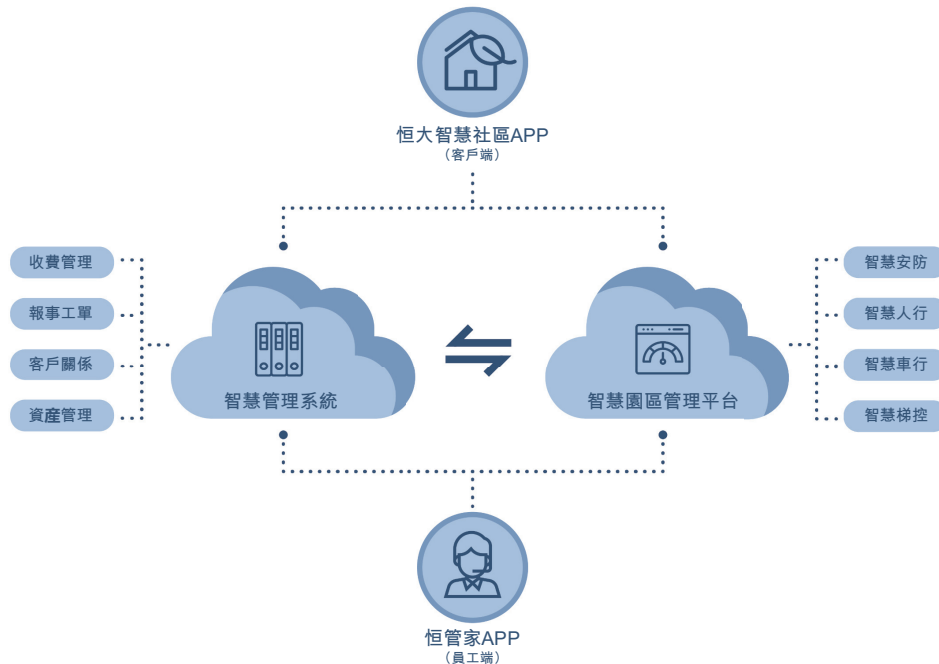 恒大智慧社區APP
（客戶端）
收費管理
報事工單
客戶關係
資產管理
智慧管理系統
智慧園區管理平台
智慧安防
智慧人行
智慧車行
智慧梯控
恒管家APP
（員工端）